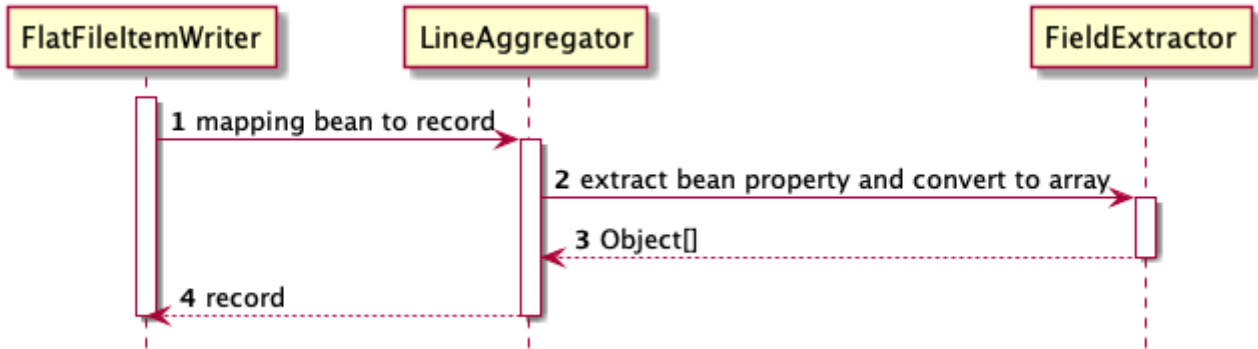 FlatFileItemWriter
LineAggregator
FieldExtractor
1 mapping bean to record
2 extract bean property and convert to array
3 Object[]
4 record